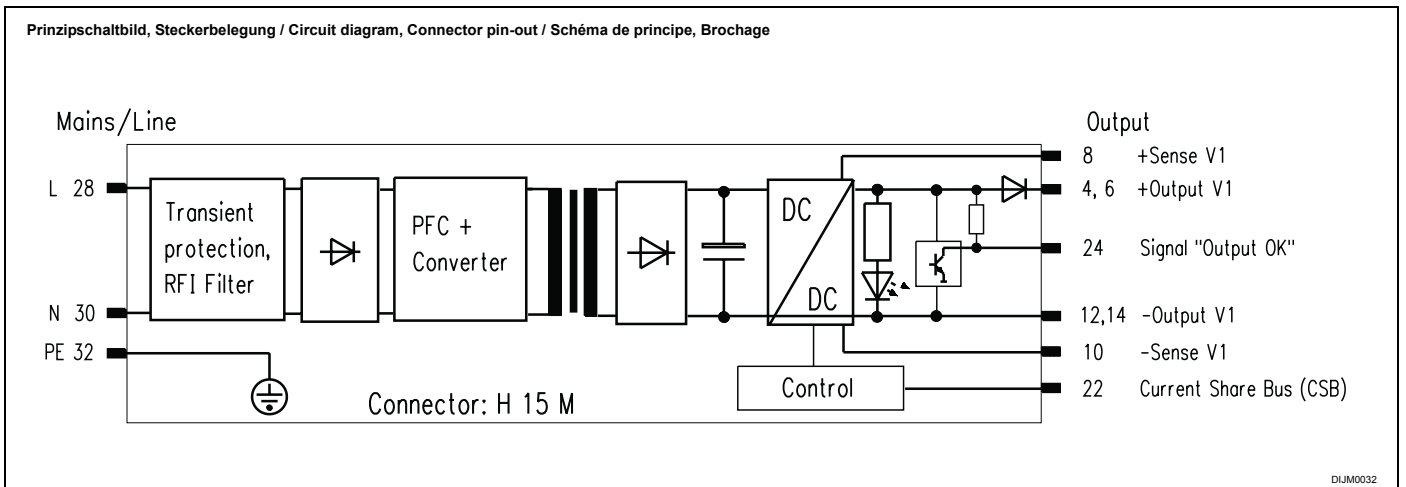 Prinzipschaltbild, Steckerbelegung / Circuit diagram, Connector pin-out / Schéma de principe, Brochage
Mains/Line
Output
L 28
N 30
PE 32
Transient
protection,
RFI Filter
PFC +
Converter
DC
DC
Control
Connector: H 15 M
8 +Sense V1
4, 6 +Output V1
24 Signal "Output OK"
12,14 -Output V1
10 -Sense V1
22 Current Share Bus (CSB)
DIJM0032